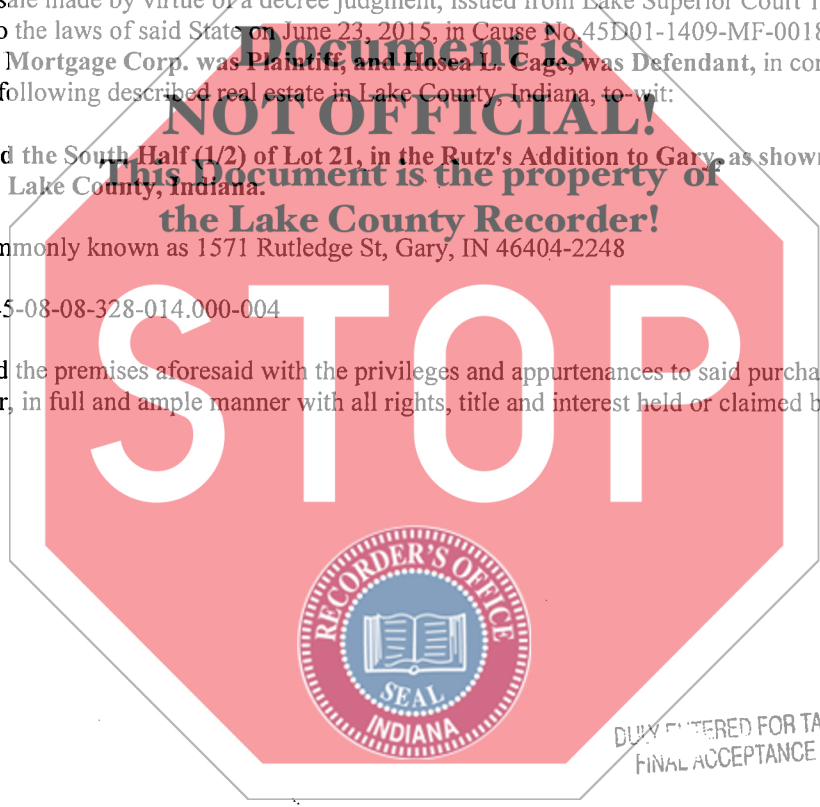 sale made by virtue of a decree judgment, issued from Lake Superior Court
o the laws of said State on June 23, 2015, in Cause No.45D01-1409-MF-0018
Document is
Mortgage Corp. was Plaintiff, and Hosea L. Cage, was Defendant, in con
following described real estate in Lake County, Indiana, to-wit:
NOT OFFICIAL!
d the South Half (1/2) of Lot 21, in the Rutz's Addition to Gary, as shown
This Document is the property of
Lake County, Indiana.
the Lake County Recorder!
mmonly known as 1571 Rutledge St, Gary, IN 46404-2248
5-08-08-328-014.000-004
STOP
d the premises aforesaid with the privileges and appurtenances to said purcha
r, in full and ample manner with all rights, title and interest held or claimed b
RECORDER'S OFFICE
SEAL
INDIANA
DULY ENTERED FOR TA
FINAL ACCEPTANCE